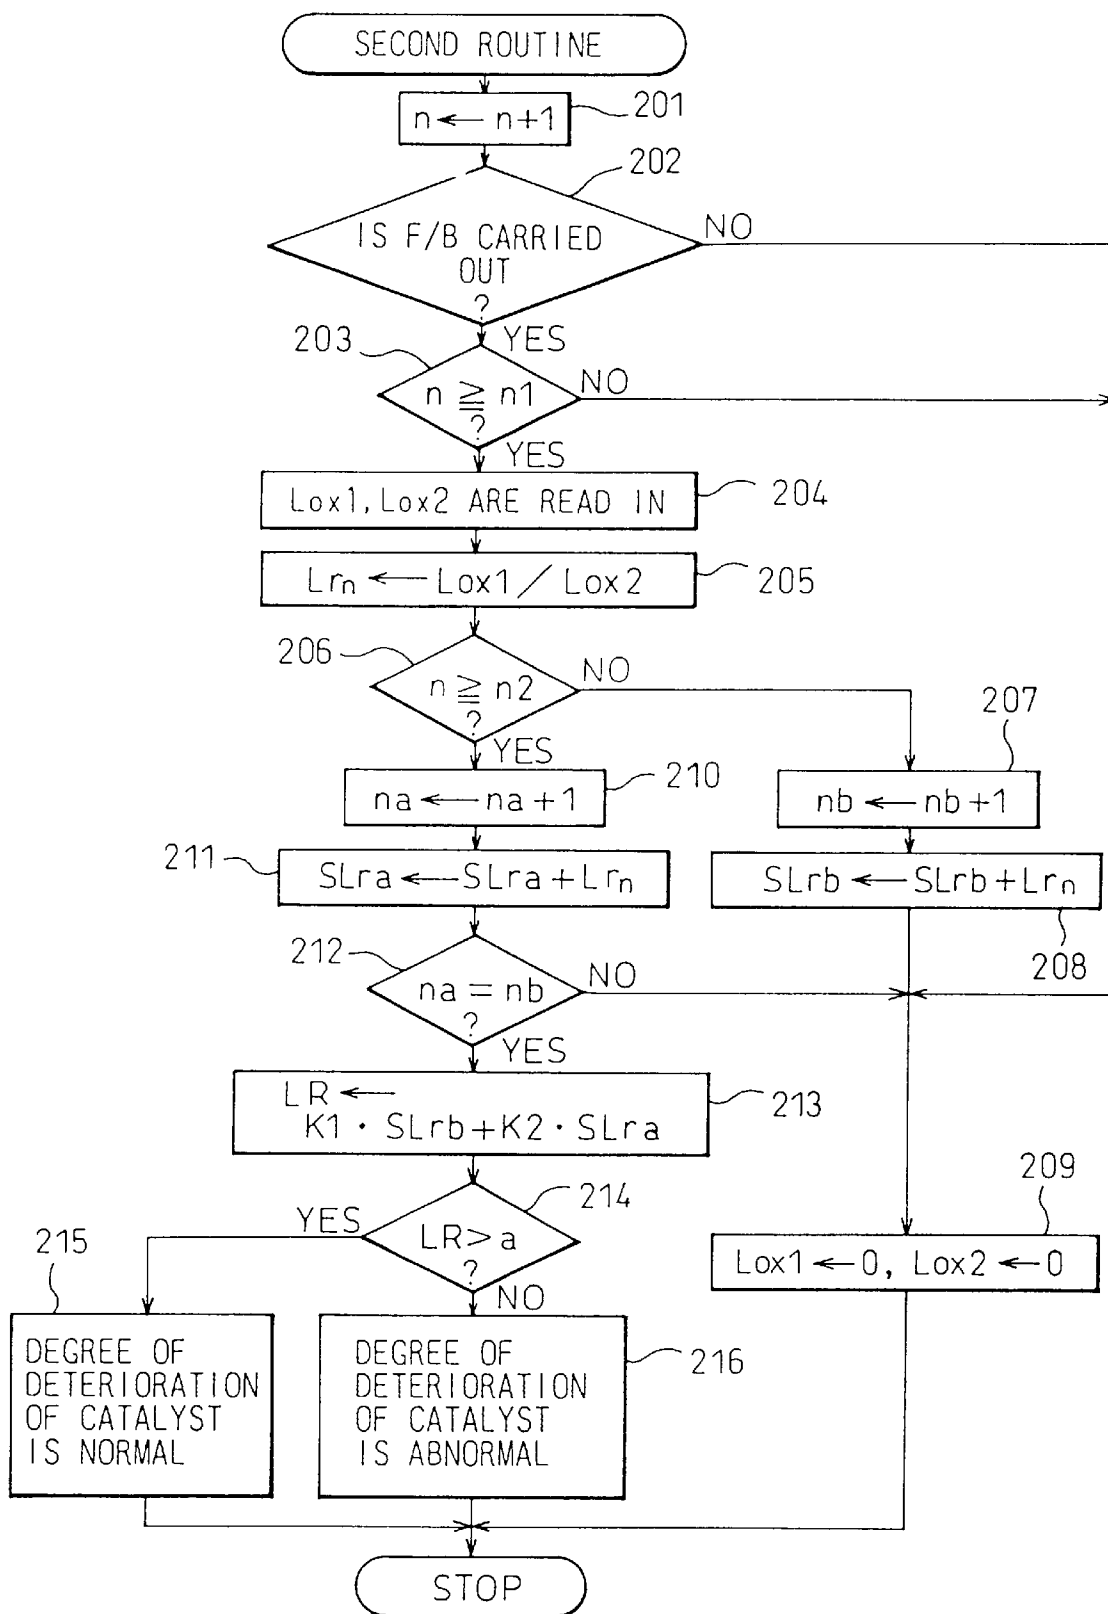 SECOND ROUTINE
n ← n+1
201
202
IS F/B CARRIED
OUT
?
NO
YES
203
n ≧ n1
?
NO
YES
Lox1, Lox2 ARE READ IN
204
Lrn ← Lox1 / Lox2
205
206
n ≧ n2
?
NO
YES
207
na ← na+1
210
nb ← nb+1
211
SLra ← SLra+Lrn
SLrb ← SLrb+Lrn
208
212
na = nb
?
NO
YES
LR ←
K1 · SLrb+K2 · SLra
213
214
LR>a
?
YES
NO
209
Lox1 ← 0, Lox2 ← 0
215
DEGREE OF
DETERIORATION
OF CATALYST
IS NORMAL
DEGREE OF
DETERIORATION
OF CATALYST
IS ABNORMAL
216
STOP